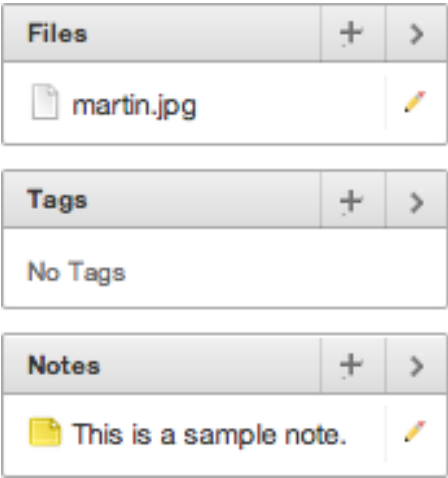 Files
martin.jpg
Tags
No Tags
Notes
This is a sample note.